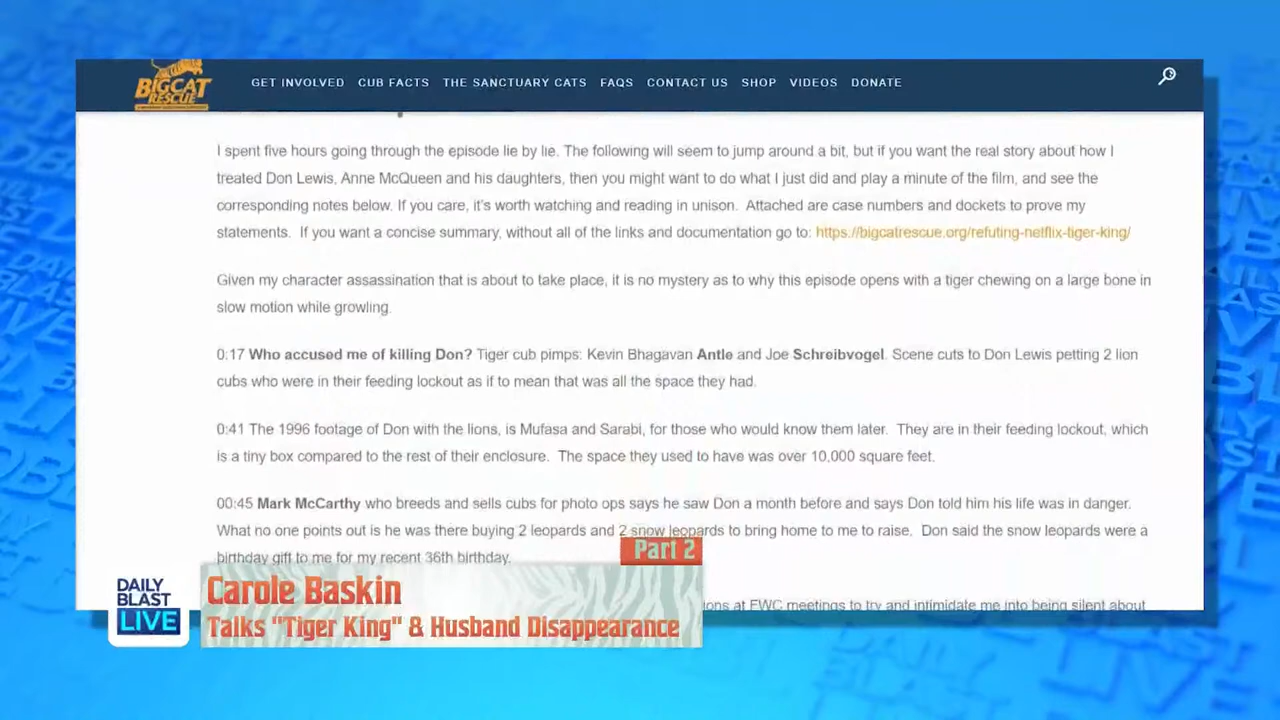 BIGCAT
RESCUE
GET INVOLVED CUB FACTS THE SANCTUARY CATS FAQS CONTACT US SHOP VIDEOS DONATE
I spent five hours going through the episode lie by lie. The following will seem to jump around a bit, but if you want the real story about how I
treated Don Lewis, Anne McQueen and his daughters, then you might want to do what I just did and play a minute of the film, and see the
corresponding notes below. If you care, it's worth watching and reading in unison. Attached are case numbers and dockets to prove my
statements. If you want a concise summary, without all of the links and documentation go to: https://bigcatrescue.org/refuting-netflix-tiger-king/
Given my character assassination that is about to take place, it is no mystery as to why this episode opens with a tiger chewing on a large bone in
slow motion while growling.
0:17 Who accused me of killing Don? Tiger cub pimps: Kevin Bhagavan Antle and Joe Schreibvogel. Scene cuts to Don Lewis petting 2 lion
cubs who were in their feeding lockout as if to mean that was all the space they had.
0:41 The 1996 footage of Don with the lions, is Mufasa and Sarabi, for those who would know them later. They are in their feeding lockout, which
is a tiny box compared to the rest of their enclosure. The space they used to have was over 10,000 square feet.
00:45 Mark McCarthy who breeds and sells cubs for photo ops says he saw Don a month before and says Don told him his life was in danger.
What no one points out is he was there buying 2 leopards and 2 snow leopards to bring home to me to raise. Don said the snow leopards were a
birthday gift to me for my recent 36th birthday.
at FWC meetings to try and intimidate me into being silent about
Part 2
DAILY
BLAST
LIVE
Carole Baskin
Talks "Tiger King" & Husband Disappearance